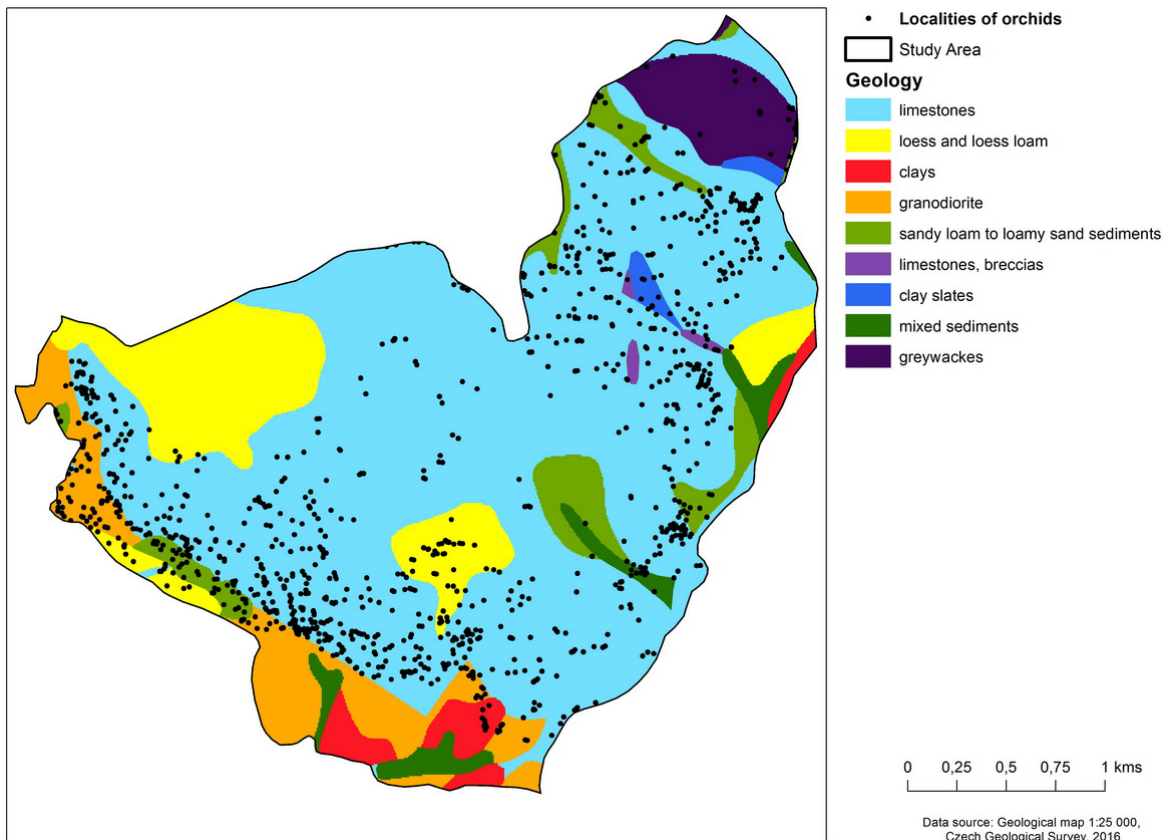 Localities of orchids
Study Area
Geology
limestones
loess and loess loam
clays
granodiorite
sandy loam to loamy sand sediments
limestones, breccias
clay slates
mixed sediments
greywackes
0 0,25 0,5 0,75 1 kms
Data source: Geological map 1:25 000,
Czech Geological Survey, 2016